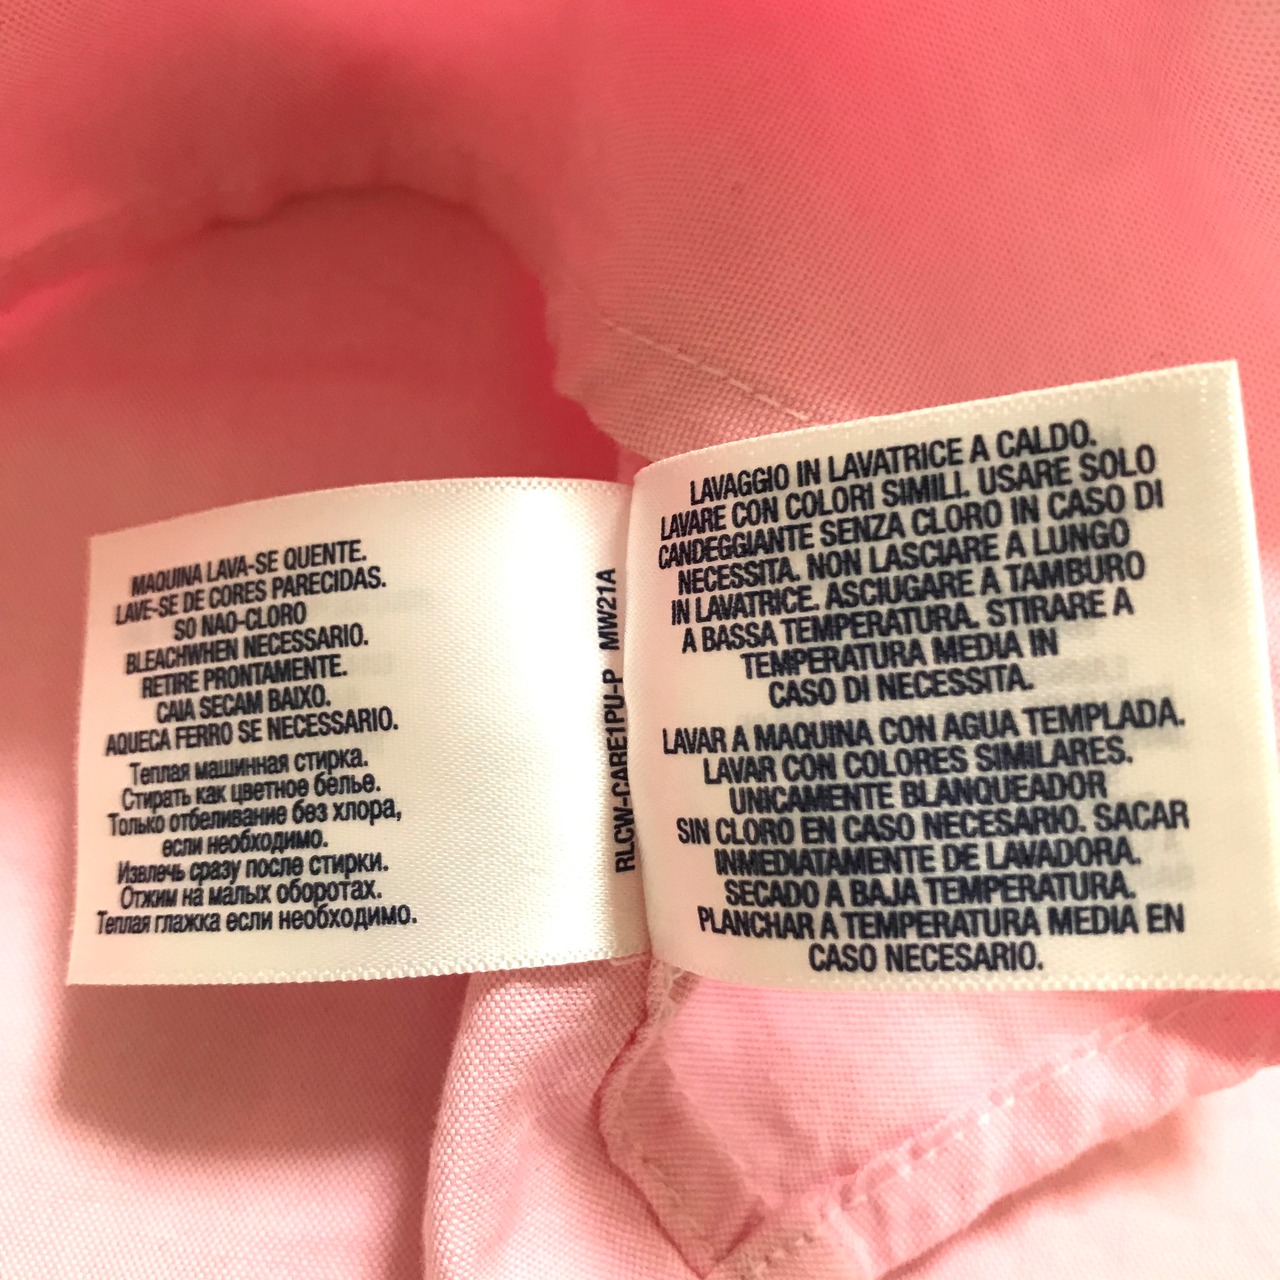 MAQUINA LAVA-SE QUENTE.
LAVE-SE DE CORES PARECIDAS.
SO NAO-CLORO
BLEACHWHEN NECESSARIO.
RETIRE PRONTAMENTE.
CAIA SECAM BAIXO.
AQUECA FERRO SE NECESSARIO.
Теплая машинная стирка.
Стирать как цветное белье.
Только отбеливание без хлора,
если необходимо.
Извлечь сразу после стирки.
Отжим на малых оборотах.
Теплая глажка если необходимо.
RLCW-CARE1PU-P MW21A
LAVAGGIO IN LAVATRICE A CALDO.
LAVARE CON COLORI SIMILI. USARE SOLO
CANDEGGIANTE SENZA CLORO IN CASO DI
NECESSITA. NON LASCIARE A LUNGO
IN LAVATRICE. ASCIUGARE A TAMBURO
A BASSA TEMPERATURA. STIRARE A
TEMPERATURA MEDIA IN
CASO DI NECESSITA.
LAVAR A MAQUINA CON AGUA TEMPLADA.
LAVAR CON COLORES SIMILARES.
UNICAMENTE BLANQUEADOR
SIN CLORO EN CASO NECESARIO. SACAR
INMEDIATAMENTE DE LAVADORA.
SECADO A BAJA TEMPERATURA.
PLANCHAR A TEMPERATURA MEDIA EN
CASO NECESARIO.